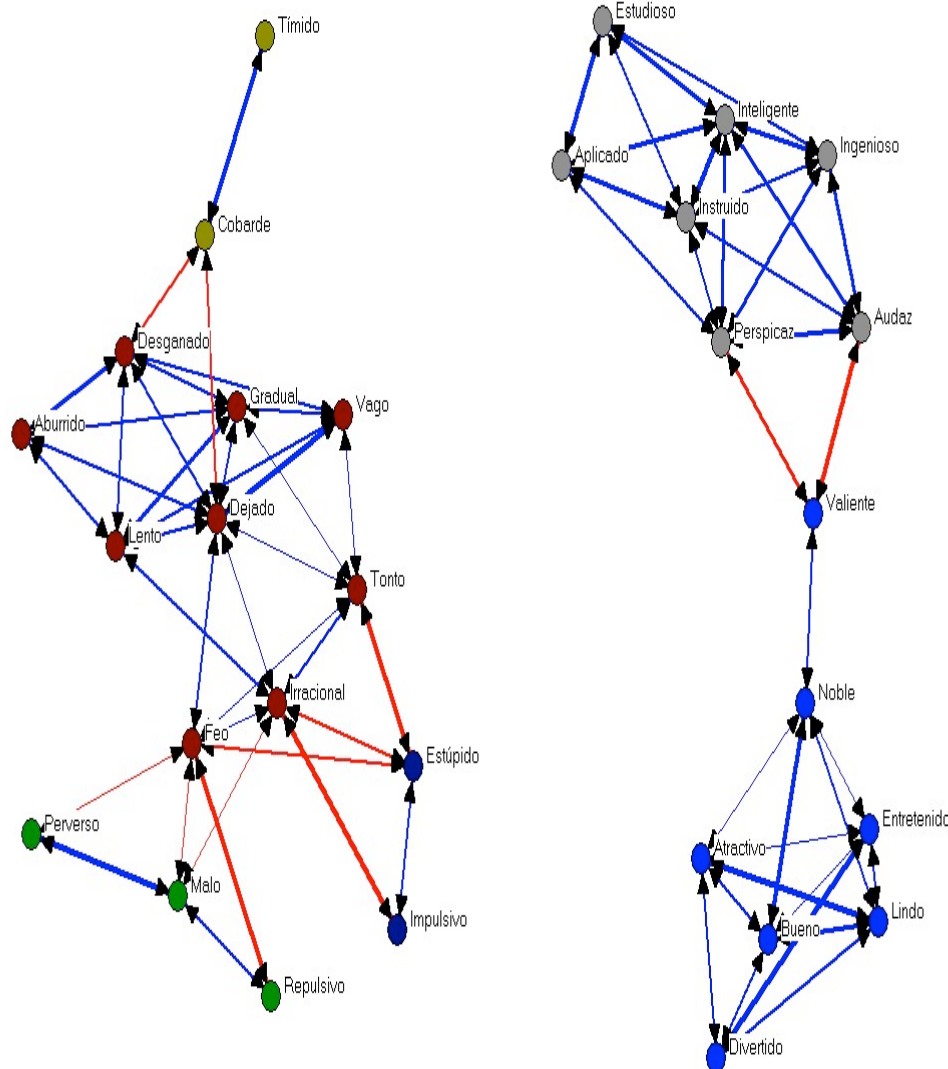 Tímido
Cobarde
Desganado
Gradual
Vago
Aburrido
Dejado
Lento
Tonto
Irracional
Feo
Estúpido
Perverso
Malo
Impulsivo
Repulsivo
Estudioso
Inteligente
Ingenioso
Aplicado
Instruido
Perspicaz
Audaz
Valiente
Noble
Entretenido
Atractivo
Lindo
Bueno
Divertido